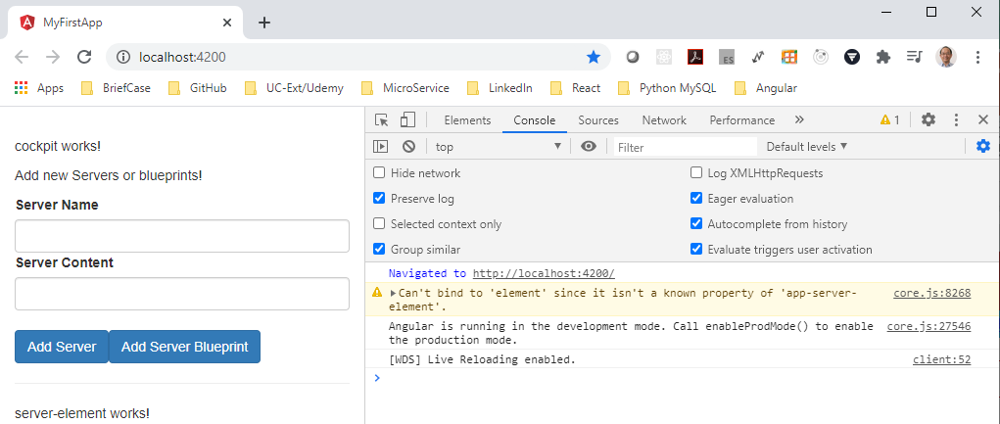 MyFirstApp
localhost:4200
ES
Apps BriefCase GitHub UC-Ext/Udemy MicroService LinkedIn React Python MySQL Angular
Elements Console Sources Network Performance » 1
top Filter Default levels
Hide network Log XMLHttpRequests
Preserve log Eager evaluation
Selected context only Autocomplete from history
Group similar Evaluate triggers user activation
Navigated to http://localhost:4200/
Can't bind to 'element' since it isn't a known property of 'app-server- core.js:8268
element'.
Angular is running in the development mode. Call enableProdMode() to enable core.js:27546
the production mode.
[WDS] Live Reloading enabled. client:52
cockpit works!
Add new Servers or blueprints!
Server Name
Server Content
Add Server Add Server Blueprint
server-element works!